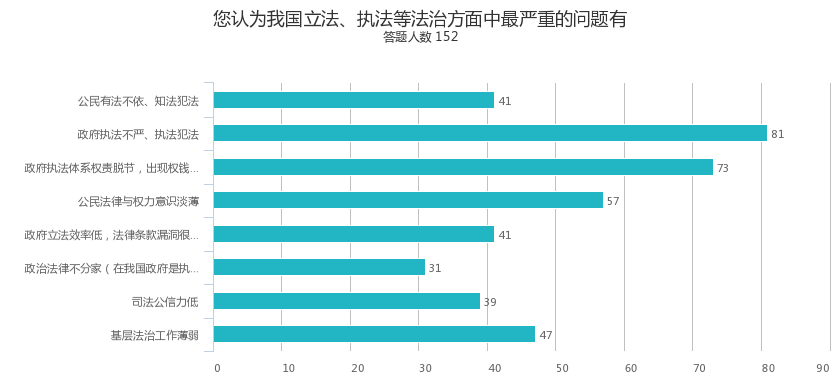 您认为我国立法、执法等法治方面中最严重的问题有
答题人数 152
公民有法不依、知法犯法
41
政府执法不严、执法犯法
81
政府执法体系权责脱节，出现权钱...
73
公民法律与权力意识淡薄
57
政府立法效率低，法律条款漏洞很...
41
政治法律不分家（在我国政府是执...
31
司法公信力低
39
基层法治工作薄弱
47
0 10 20 30 40 50 60 70 80 90